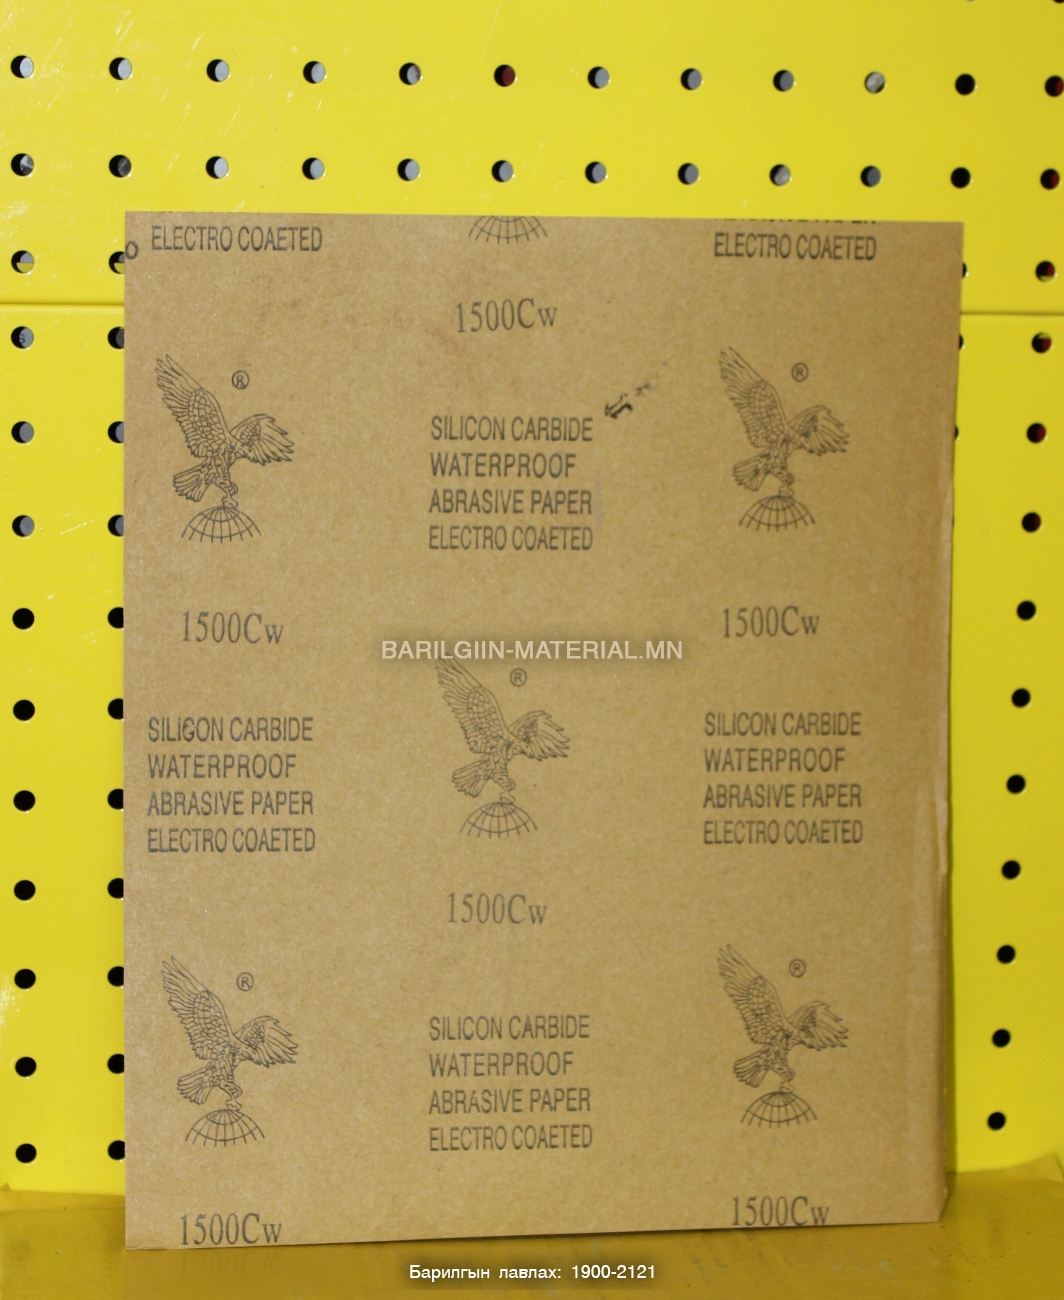 ELECTRO COAETED
ELECTRO COAETED
1500Cw
®
®
SILICON CARBIDE
WATERPROOF
ABRASIVE PAPER
ELECTRO COAETED
1500Cw
1500Cw
BARILGIIN-MATERIAL.MN
®
SILICON CARBIDE
WATERPROOF
ABRASIVE PAPER
ELECTRO COAETED
SILICON CARBIDE
WATERPROOF
ABRASIVE PAPER
ELECTRO COAETED
1500Cw
®
®
SILICON CARBIDE
WATERPROOF
ABRASIVE PAPER
ELECTRO COAETED
1500Cw
1500Cw
Барилгын лавлах: 1900-2121